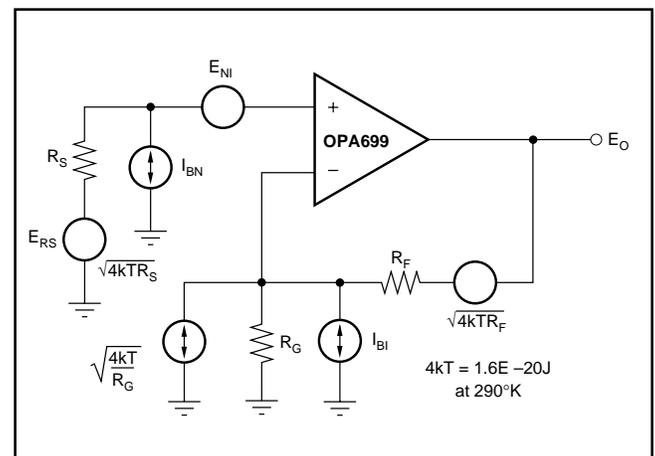 E_NI
+
OPA699
−
E_O
R_S
I_BN
E_RS
√4kTR_S
R_F
√4kTR_F
√4kT/R_G
R_G
I_BI
4kT = 1.6E –20J
at 290°K